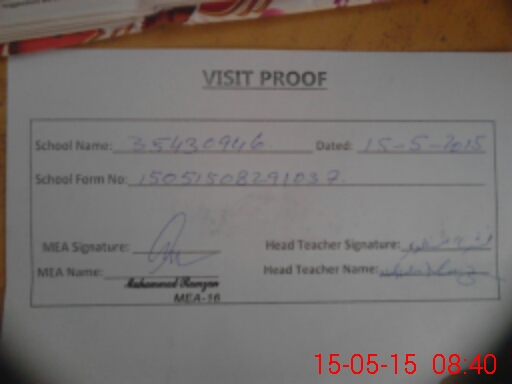 VISIT PROOF
School Name: 35430946 Dated: 15-5-2015
School Form No: 15051508291037.
MEA Signature: Head Teacher Signature:
MEA Name: Head Teacher Name:
Muhammad Ramzan
MEA-16
15-05-15 08:40